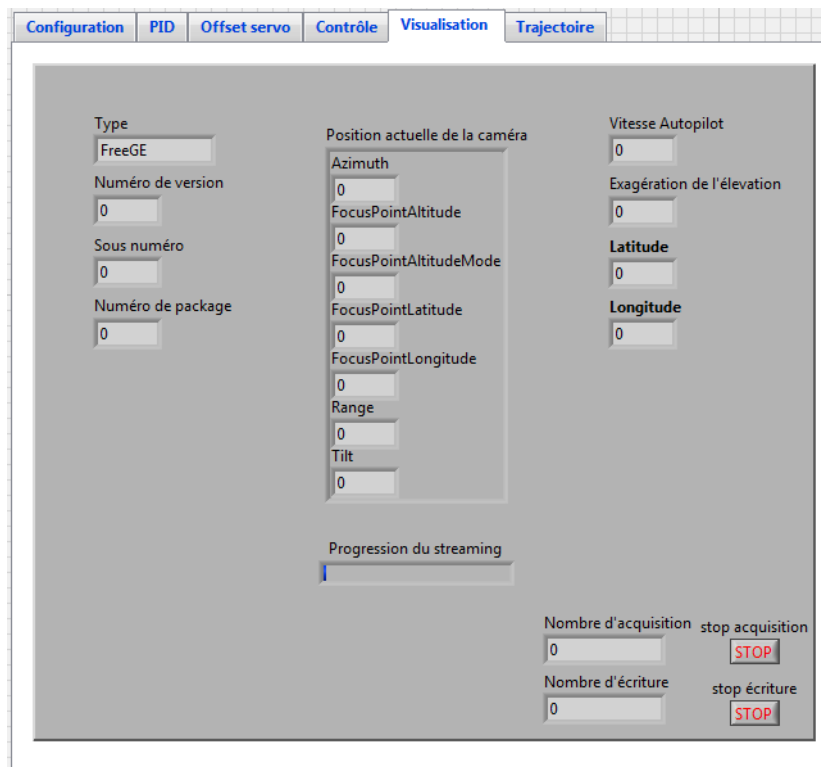 Configuration PID Offset servo Contrôle Visualisation Trajectoire
Type
FreeGE
Numéro de version
0
Sous numéro
0
Numéro de package
0
Position actuelle de la caméra
Azimuth
0
FocusPointAltitude
0
FocusPointAltitudeMode
0
FocusPointLatitude
0
FocusPointLongitude
0
Range
0
Tilt
0
Progression du streaming
Vitesse Autopilot
0
Exagération de l'élevation
0
Latitude
0
Longitude
0
Nombre d'acquisition
0
stop acquisition
STOP
Nombre d'écriture
0
stop écriture
STOP